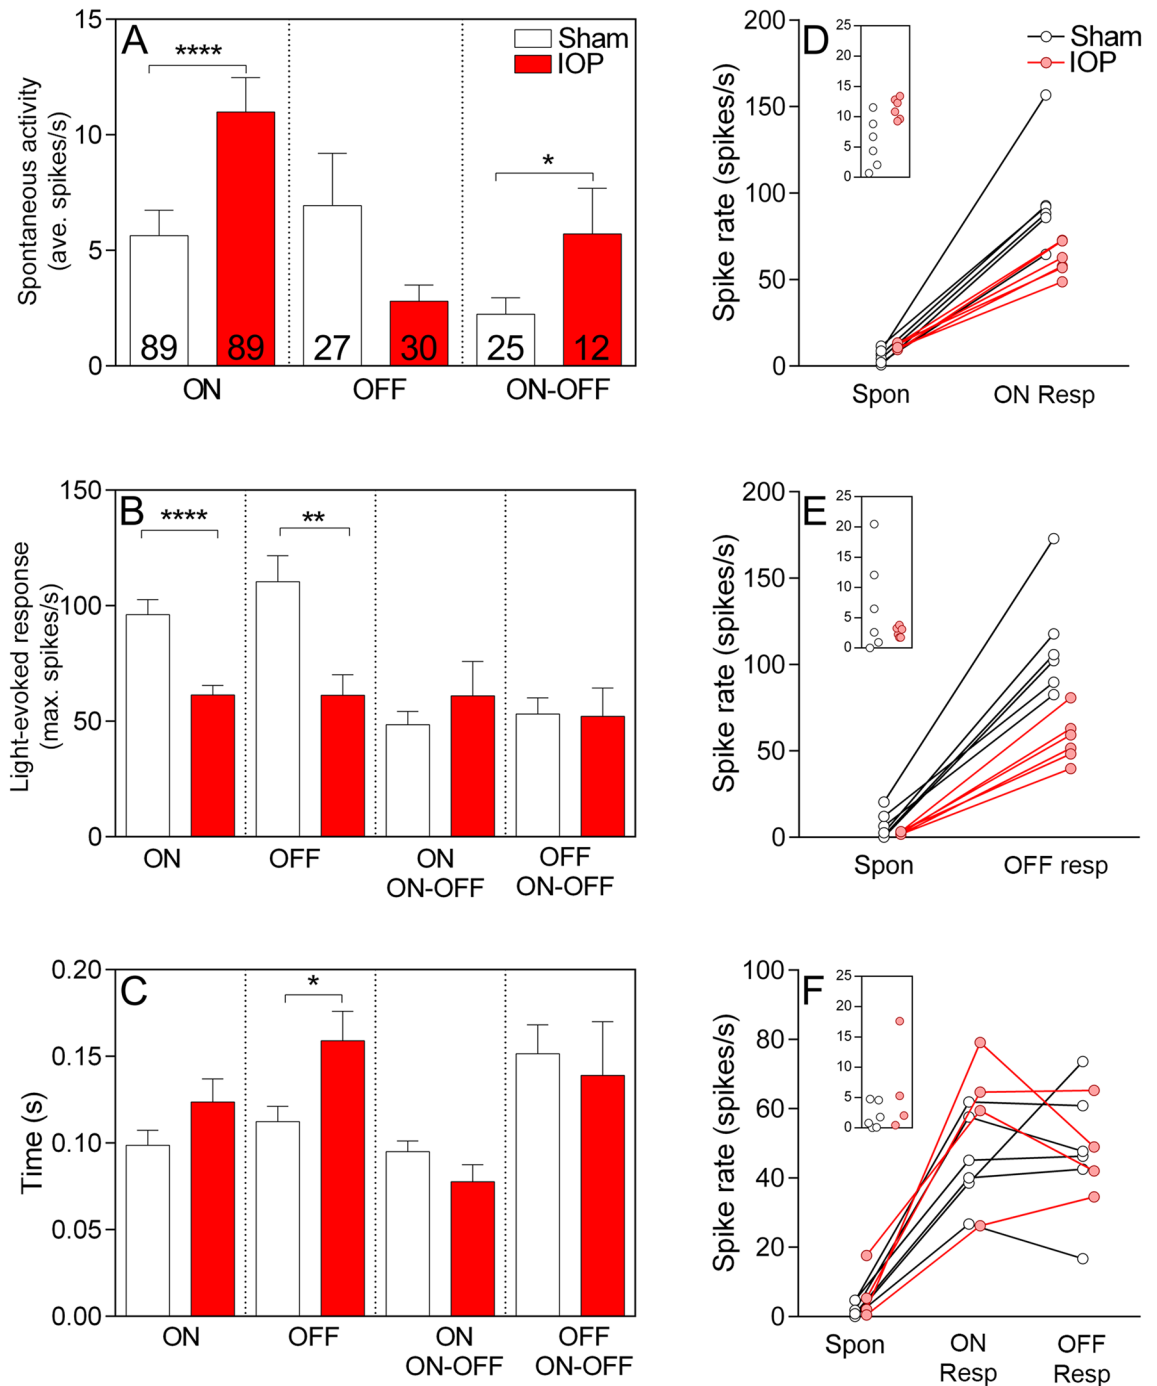 A
Sham
IOP
****
*
15
10
5
0
Spontaneous activity
(ave. spikes/s)
89
89
27
30
25
12
ON
OFF
ON-OFF
D
Sham
IOP
25
20
15
10
5
0
200
150
100
50
0
Spike rate (spikes/s)
Spon
ON Resp
B
****
**
150
100
50
0
Light-evoked response
(max. spikes/s)
ON
OFF
ON
ON-OFF
OFF
ON-OFF
E
25
20
15
10
5
0
200
150
100
50
0
Spike rate (spikes/s)
Spon
OFF resp
C
*
0.20
0.15
0.10
0.05
0.00
Time (s)
ON
OFF
ON
ON-OFF
OFF
ON-OFF
F
25
20
15
10
5
0
100
80
60
40
20
0
Spike rate (spikes/s)
Spon
ON
Resp
OFF
Resp